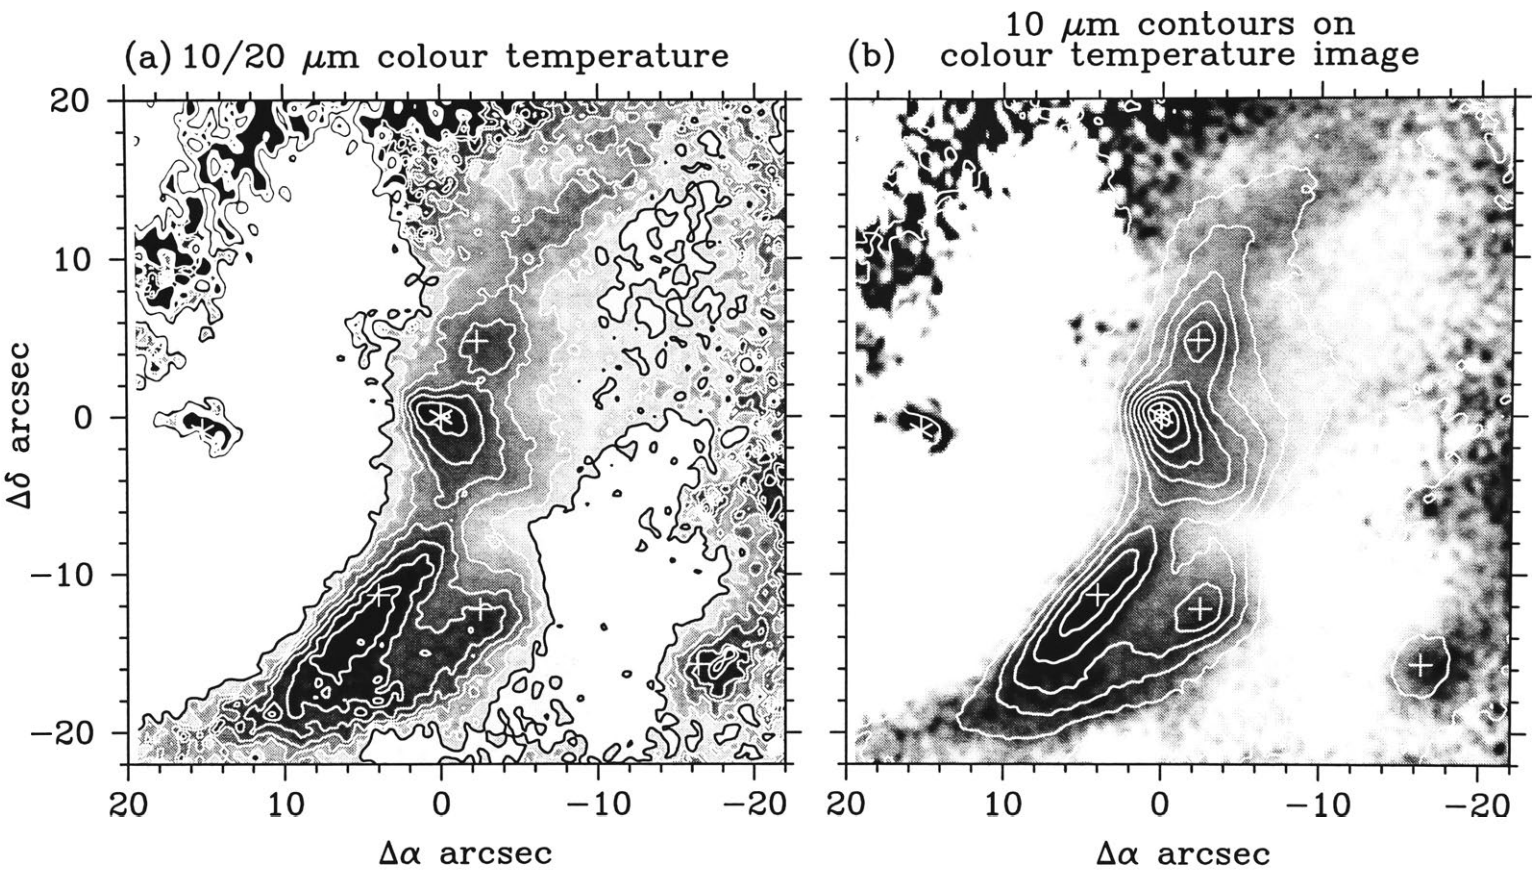 (a) 10/20 μm colour temperature
10 μm contours on
(b) colour temperature image
20
10
0
−10
−20
Δδ arcsec
20 10 0 −10 −20
20 10 0 −10 −20
Δα arcsec
Δα arcsec